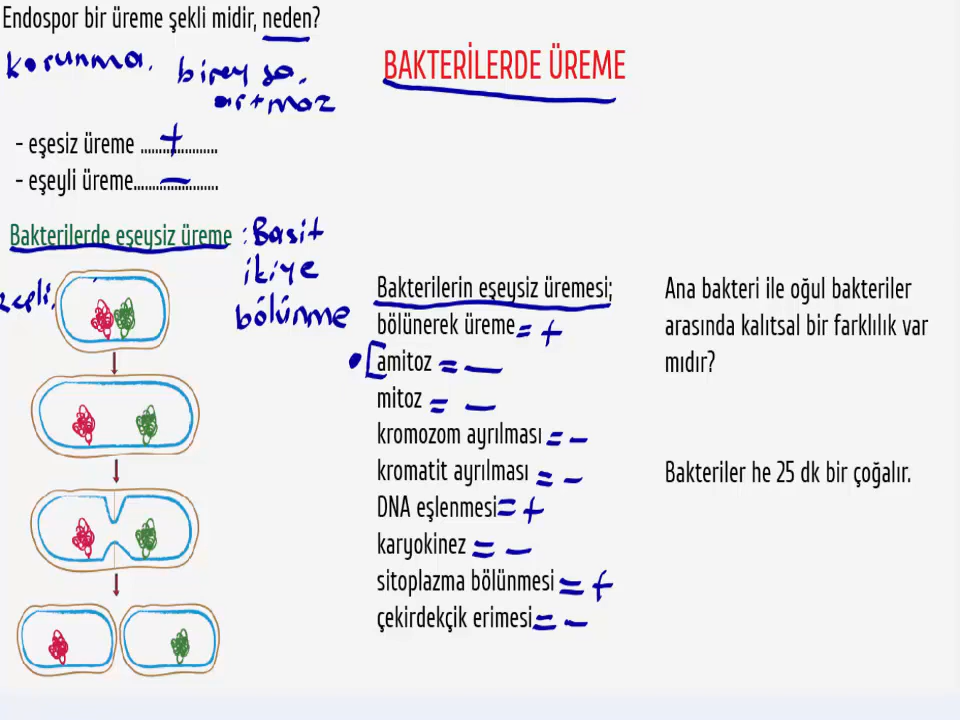 Endospor bir üreme şekli midir, neden?
korunma. birey sa.
artmaz
BAKTERİLERDE ÜREME
- eşesiz üreme ......+..............
- eşeyli üreme......—................
Bakterilerde eşeysiz üreme : Basit
ikiye
bölünme
Bakterilerin eşeysiz üremesi;
bölünerek üreme = +
• [amitoz = —
mitoz = —
kromozom ayrılması = -
kromatit ayrılması = -
DNA eşlenmesi = +
karyokinez = -
sitoplazma bölünmesi = +
çekirdekçik erimesi = -
Ana bakteri ile oğul bakteriler
arasında kalıtsal bir farklılık var
mıdır?
Bakteriler he 25 dk bir çoğalır.